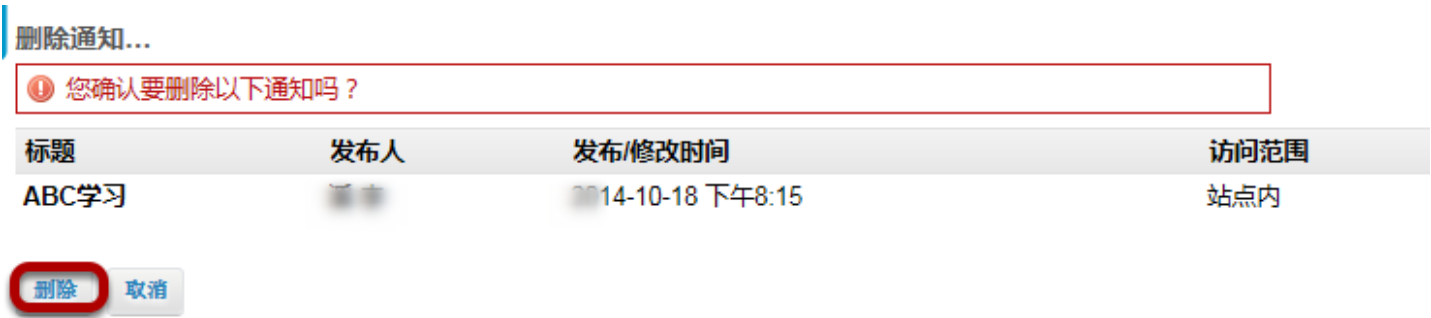 删除通知...
您确认要删除以下通知吗？
标题 发布人 发布/修改时间 访问范围
ABC学习 14-10-18 下午8:15 站点内
删除 取消